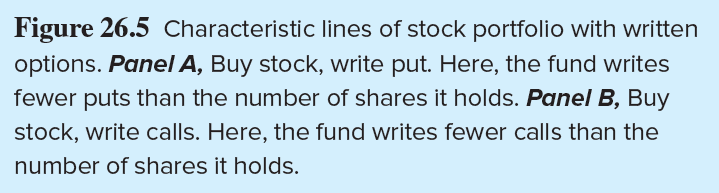 Figure 26.5 Characteristic lines of stock portfolio with written
options. Panel A, Buy stock, write put. Here, the fund writes
fewer puts than the number of shares it holds. Panel B, Buy
stock, write calls. Here, the fund writes fewer calls than the
number of shares it holds.